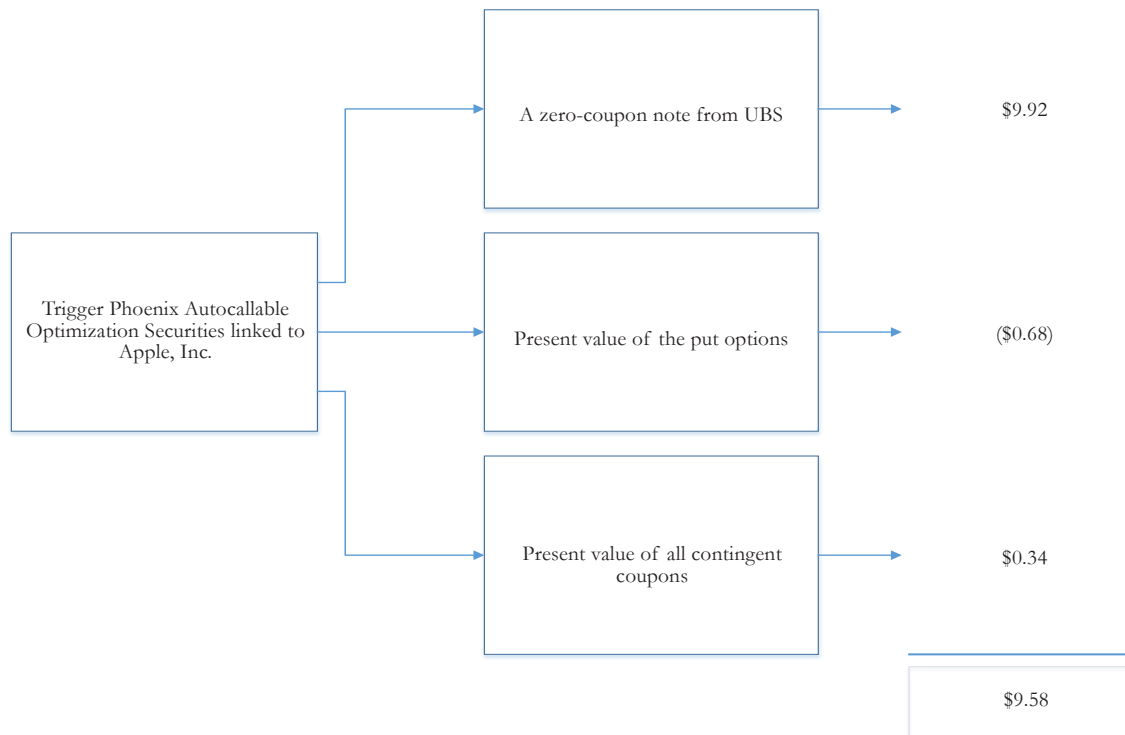 A zero-coupon note from UBS
$9.92
Trigger Phoenix Autocallable
Optimization Securities linked to
Apple, Inc.
Present value of the put options
($0.68)
Present value of all contingent
coupons
$0.34
$9.58